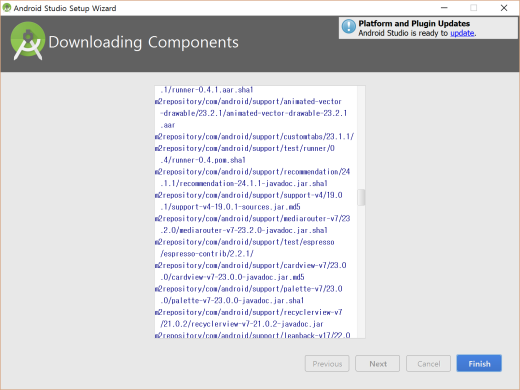 Android Studio Setup Wizard
Platform and Plugin Updates
Android Studio is ready to update.
Downloading Components
.1/runner-0.4.1.aar.sha1
m2repository/com/android/support/animated-vector
-drawable/23.2.1/animated-vector-drawable-23.2.1
.aar
m2repository/com/android/support/customtabs/23.1.1/
m2repository/com/android/support/test/runner/0
.4/runner-0.4.pom.sha1
m2repository/com/android/support/recommendation/24
.1.1/recommendation-24.1.1-javadoc.jar.sha1
m2repository/com/android/support/support-v4/19.0
.1/support-v4-19.0.1-sources.jar.md5
m2repository/com/android/support/mediarouter-v7/23
.2.0/mediarouter-v7-23.2.0-javadoc.jar.sha1
m2repository/com/android/support/test/espresso
/espresso-contrib/2.2.1/
m2repository/com/android/support/cardview-v7/23.0
.0/cardview-v7-23.0.0-javadoc.jar.md5
m2repository/com/android/support/palette-v7/23.0
.0/palette-v7-23.0.0-javadoc.jar.sha1
m2repository/com/android/support/recyclerview-v7
/21.0.2/recyclerview-v7-21.0.2-javadoc.jar
m2repository/com/android/support/leanback-v17/22.0
Previous
Next
Cancel
Finish